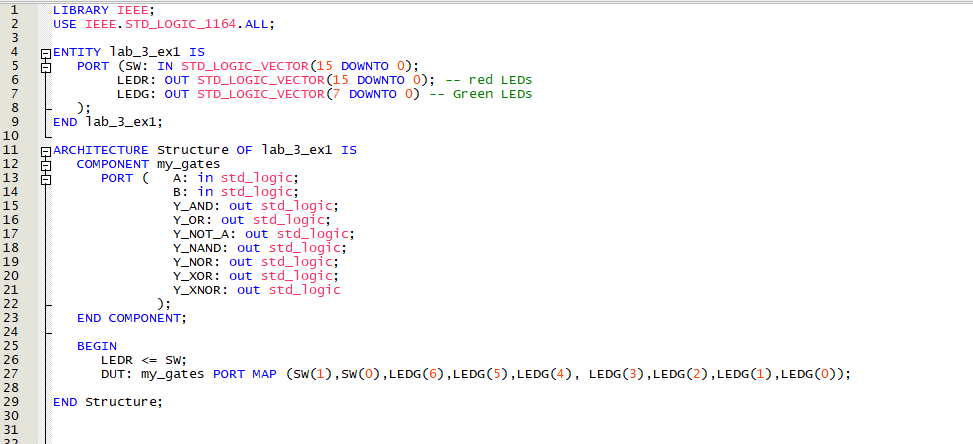 1 LIBRARY IEEE;
2 USE IEEE.STD_LOGIC_1164.ALL;
3
4 ENTITY lab_3_ex1 IS
5 PORT (SW: IN STD_LOGIC_VECTOR(15 DOWNTO 0);
6 LEDR: OUT STD_LOGIC_VECTOR(15 DOWNTO 0); -- red LEDs
7 LEDG: OUT STD_LOGIC_VECTOR(7 DOWNTO 0) -- Green LEDs
8 );
9 END lab_3_ex1;
10
11 ARCHITECTURE Structure OF lab_3_ex1 IS
12 COMPONENT my_gates
13 PORT ( A: in std_logic;
14 B: in std_logic;
15 Y_AND: out std_logic;
16 Y_OR: out std_logic;
17 Y_NOT_A: out std_logic;
18 Y_NAND: out std_logic;
19 Y_NOR: out std_logic;
20 Y_XOR: out std_logic;
21 Y_XNOR: out std_logic
22 );
23 END COMPONENT;
24
25 BEGIN
26 LEDR <= SW;
27 DUT: my_gates PORT MAP (SW(1),SW(0),LEDG(6),LEDG(5),LEDG(4), LEDG(3),LEDG(2),LEDG(1),LEDG(0));
28
29 END Structure;
30
31
32